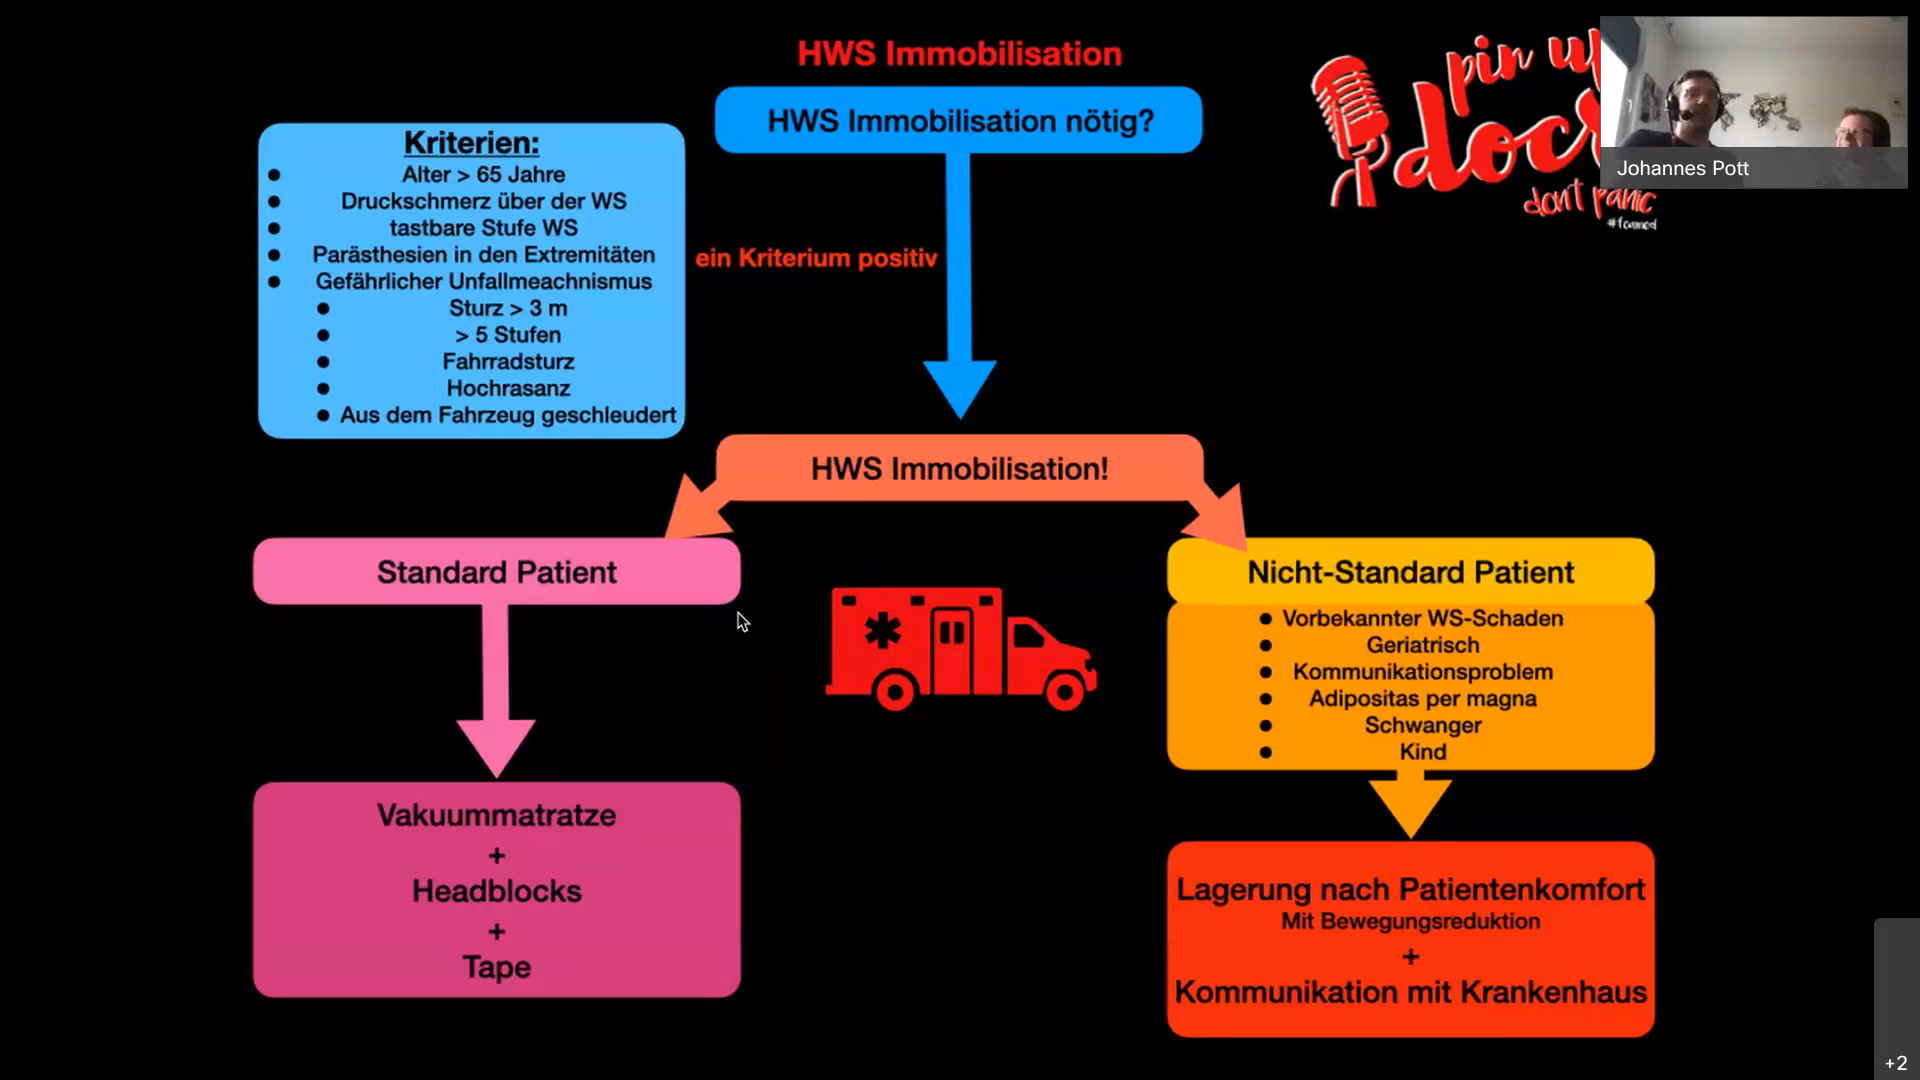 HWS Immobilisation
HWS Immobilisation nötig?
Kriterien:
Alter > 65 Jahre
Druckschmerz über der WS
tastbare Stufe WS
Parästhesien in den Extremitäten
Gefährlicher Unfallmeachnismus
Sturz > 3 m
> 5 Stufen
Fahrradsturz
Hochrasanz
Aus dem Fahrzeug geschleudert
ein Kriterium positiv
pin
doc
don't panic
Johannes Pott
HWS Immobilisation!
Standard Patient
Vakuummatratze
+
Headblocks
+
Tape
Nicht-Standard Patient
Vorbekannter WS-Schaden
Geriatrisch
Kommunikationsproblem
Adipositas per magna
Schwanger
Kind
Lagerung nach Patientenkomfort
Mit Bewegungsreduktion
+
Kommunikation mit Krankenhaus
+2